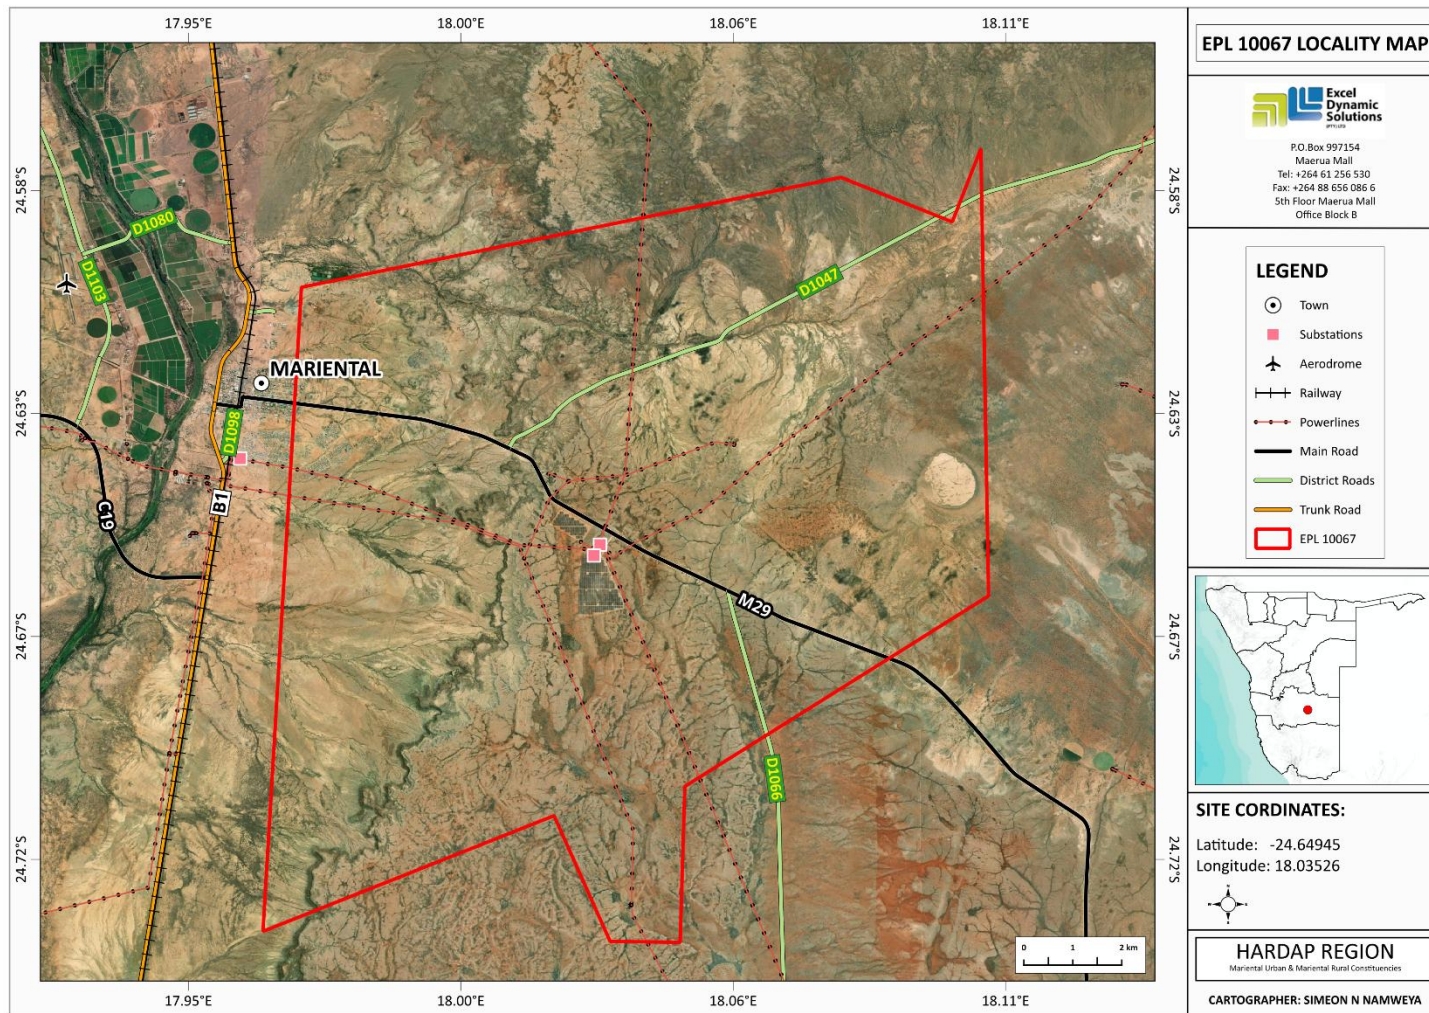 17.95°E
18.00°E
18.06°E
18.11°E
24.58°S
24.63°S
24.67°S
24.72°S
24.58°S
24.63°S
24.67°S
24.72°S
17.95°E
18.00°E
18.06°E
18.11°E
D1080
D1103
D1047
MARIENTAL
D1098
B1
C19
M29
D1066
0 1 2 km
EPL 10067 LOCALITY MAP
Excel
Dynamic
Solutions
(PTY) LTD
P.O.Box 997154
Maerua Mall
Tel: +264 61 256 530
Fax: +264 88 656 086 6
5th Floor Maerua Mall
Office Block B
LEGEND
Town
Substations
Aerodrome
Railway
Powerlines
Main Road
District Roads
Trunk Road
EPL 10067
SITE CORDINATES:
Latitude: -24.64945
Longitude: 18.03526
N
W E
S
HARDAP REGION
Mariental Urban & Mariental Rural Constituencies
CARTOGRAPHER: SIMEON N NAMWEYA